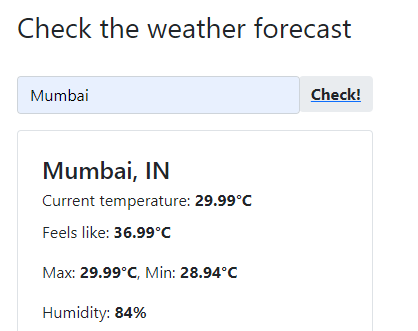 Check the weather forecast
Mumbai Check!
Mumbai, IN
Current temperature: 29.99°C
Feels like: 36.99°C
Max: 29.99°C, Min: 28.94°C
Humidity: 84%